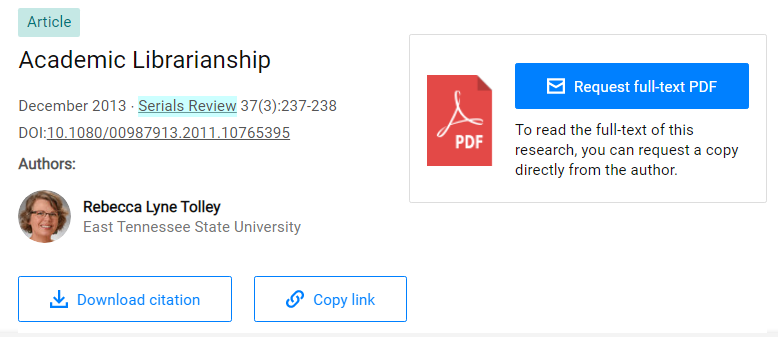 Article
Academic Librarianship
December 2013 · Serials Review 37(3):237-238
DOI:10.1080/00987913.2011.10765395
Authors:
Rebecca Lyne Tolley
East Tennessee State University
Download citation
Copy link
PDF
Request full-text PDF
To read the full-text of this
research, you can request a copy
directly from the author.